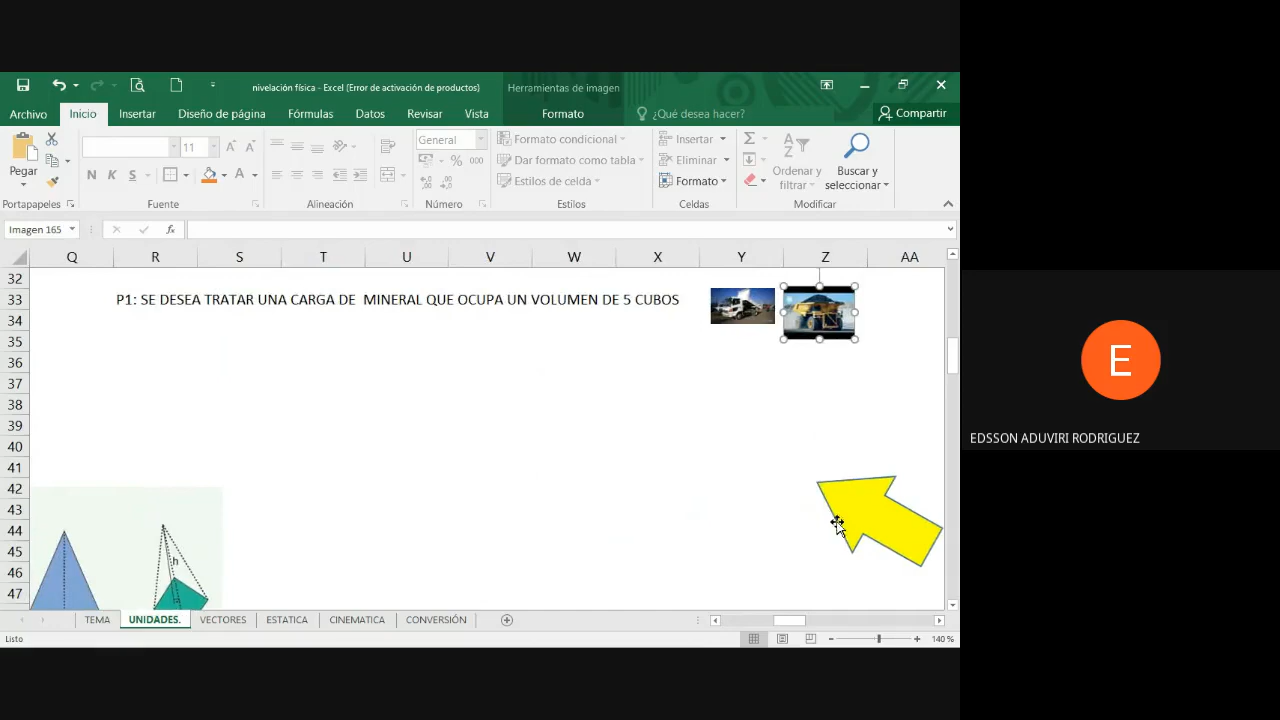 nivelación física - Excel (Error de activación de productos)
Herramientas de imagen
Archivo
Inicio
Insertar
Diseño de página
Fórmulas
Datos
Revisar
Vista
Formato
¿Qué desea hacer?
Compartir
Pegar
11
N K S
General
% 000
Formato condicional
Dar formato como tabla
Estilos de celda
Insertar
Eliminar
Formato
Ordenar y filtrar
Buscar y seleccionar
Portapapeles
Fuente
Alineación
Número
Estilos
Celdas
Modificar
Imagen 165
fx
Q R S T U V W X Y Z AA
32
33
P1: SE DESEA TRATAR UNA CARGA DE MINERAL QUE OCUPA UN VOLUMEN DE 5 CUBOS
34
35
36
37
38
39
40
41
42
43
44
45
46
47
h
TEMA
UNIDADES.
VECTORES
ESTATICA
CINEMATICA
CONVERSIÓN
Listo
140 %
E
EDSSON ADUVIRI RODRIGUEZ